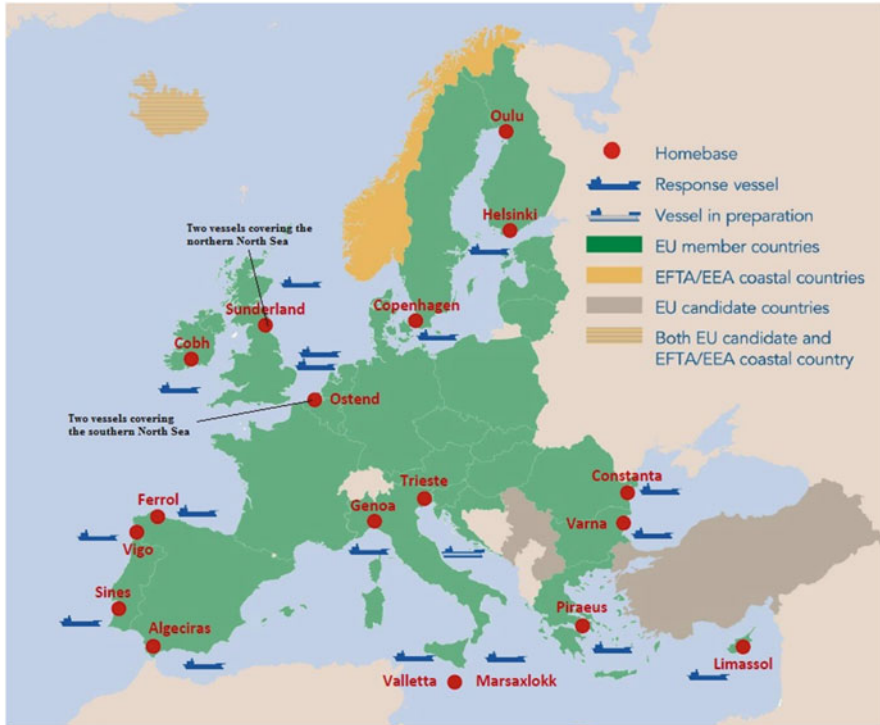 Oulu
Homebase
Response vessel
Helsinki
Vessel in preparation
Two vessels covering the
northern North Sea
EU member countries
EFTA/EEA coastal countries
Sunderland
Copenhagen
EU candidate countries
Cobh
Both EU candidate and
EFTA/EEA coastal country
Ostend
Two vessels covering
the southern North Sea
Trieste
Constanta
Ferrol
Genoa
Varna
Vigo
Sines
Piraeus
Algeciras
Limassol
Valletta
Marsaxlokk